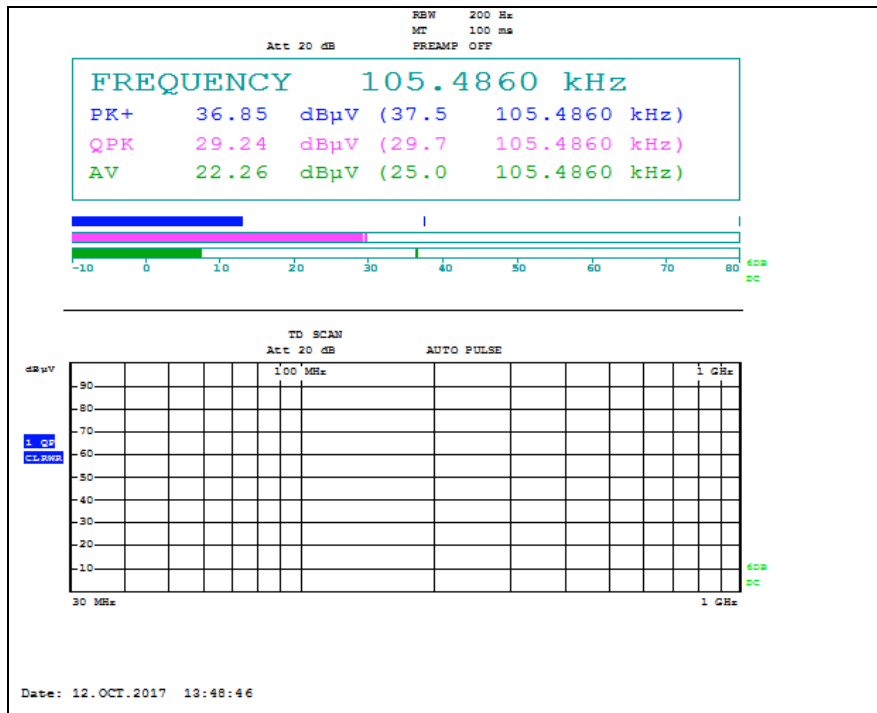 RBW 200 Hz
MT 100 ms
Att 20 dB PREAMP OFF
FREQUENCY 105.4860 kHz
PK+ 36.85 dBµV (37.5 105.4860 kHz)
QPK 29.24 dBµV (29.7 105.4860 kHz)
AV 22.26 dBµV (25.0 105.4860 kHz)
-10 0 10 20 30 40 50 60 70 80
6DB
DC
TD SCAN
Att 20 dB AUTO PULSE
dBµV 100 MHz 1 GHz
90
80
70
1 QP
CLRWR 60
50
40
30
20
10
6DB
DC
30 MHz 1 GHz
Date: 12.OCT.2017 13:48:46